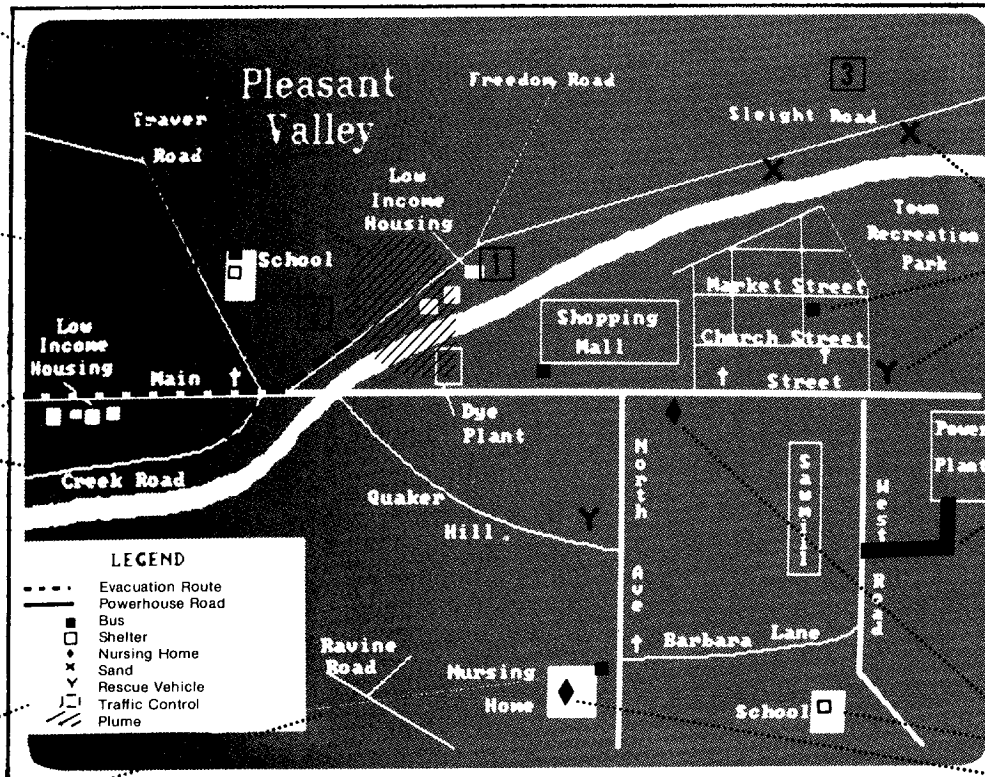 Pleasant
Valley
Freedom Road
3
Sleight Road
Traver
Road
Low
Income
Housing
Town
Recreation
Park
School
1
Market Street
Low
Income
Housing
Shopping
Mall
Church Street
Main
Street
Dye
Plant
Power
Plant
Creek Road
Quaker
Hill
North Ave
Sawmill
West Road
LEGEND
Evacuation Route
Powerhouse Road
Bus
Shelter
Nursing Home
Sand
Rescue Vehicle
Traffic Control
Plume
Ravine
Road
Barbara Lane
Nursing
Home
School